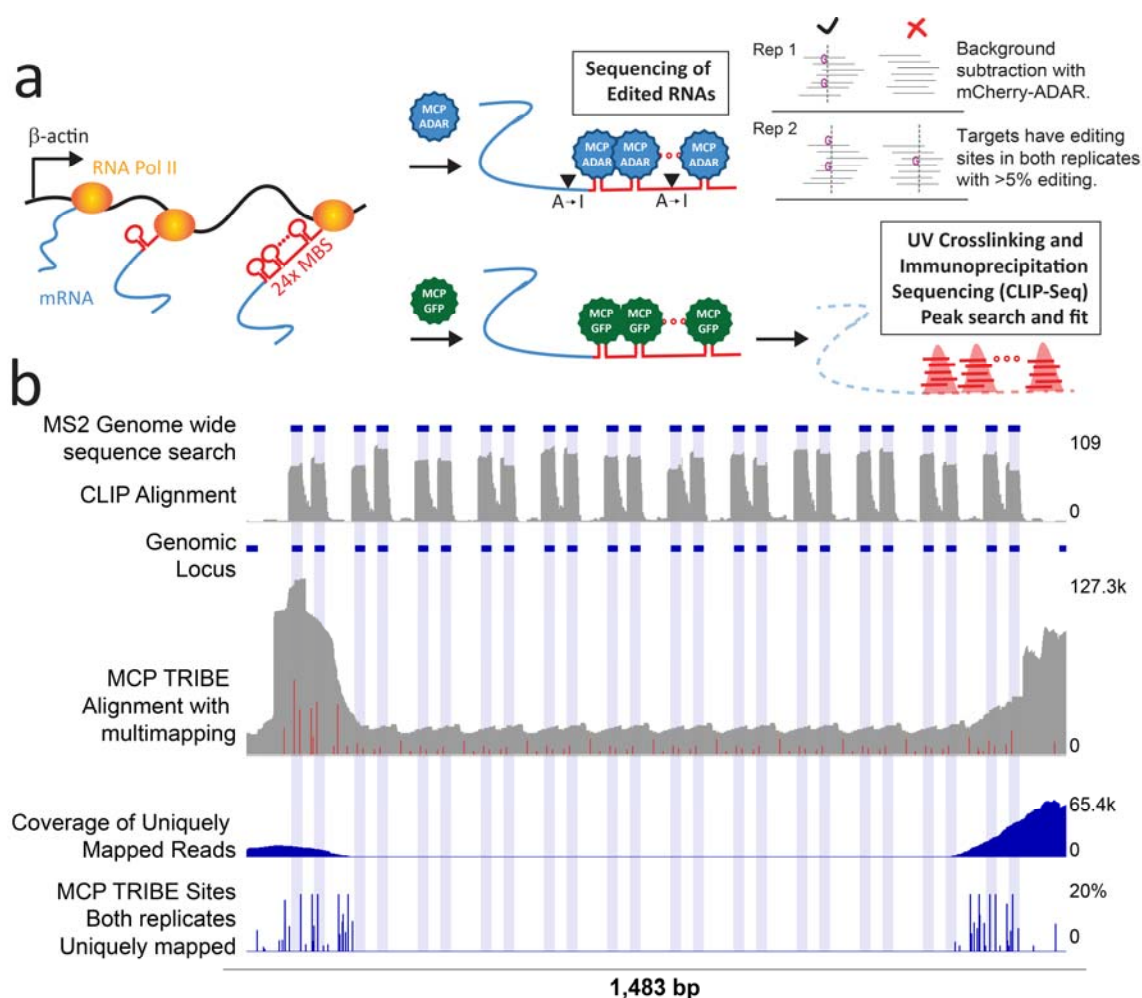 a
β-actin
RNA Pol II
mRNA
24x MBS
MCP
ADAR
Sequencing of
Edited RNAs
MCP
ADAR
MCP
ADAR
MCP
ADAR
A→I
A→I
Rep 1
G
G
Background
subtraction with
mCherry-ADAR.
Rep 2
G
G
G
Targets have editing
sites in both replicates
with >5% editing.
MCP
GFP
MCP
GFP
MCP
GFP
MCP
GFP
UV Crosslinking and
Immunoprecipitation
Sequencing (CLIP-Seq)
Peak search and fit
b
MS2 Genome wide
sequence search
CLIP Alignment
109
0
Genomic
Locus
MCP TRIBE
Alignment with
multimapping
127.3k
0
Coverage of Uniquely
Mapped Reads
65.4k
0
MCP TRIBE Sites
Both replicates
Uniquely mapped
20%
0
1,483 bp